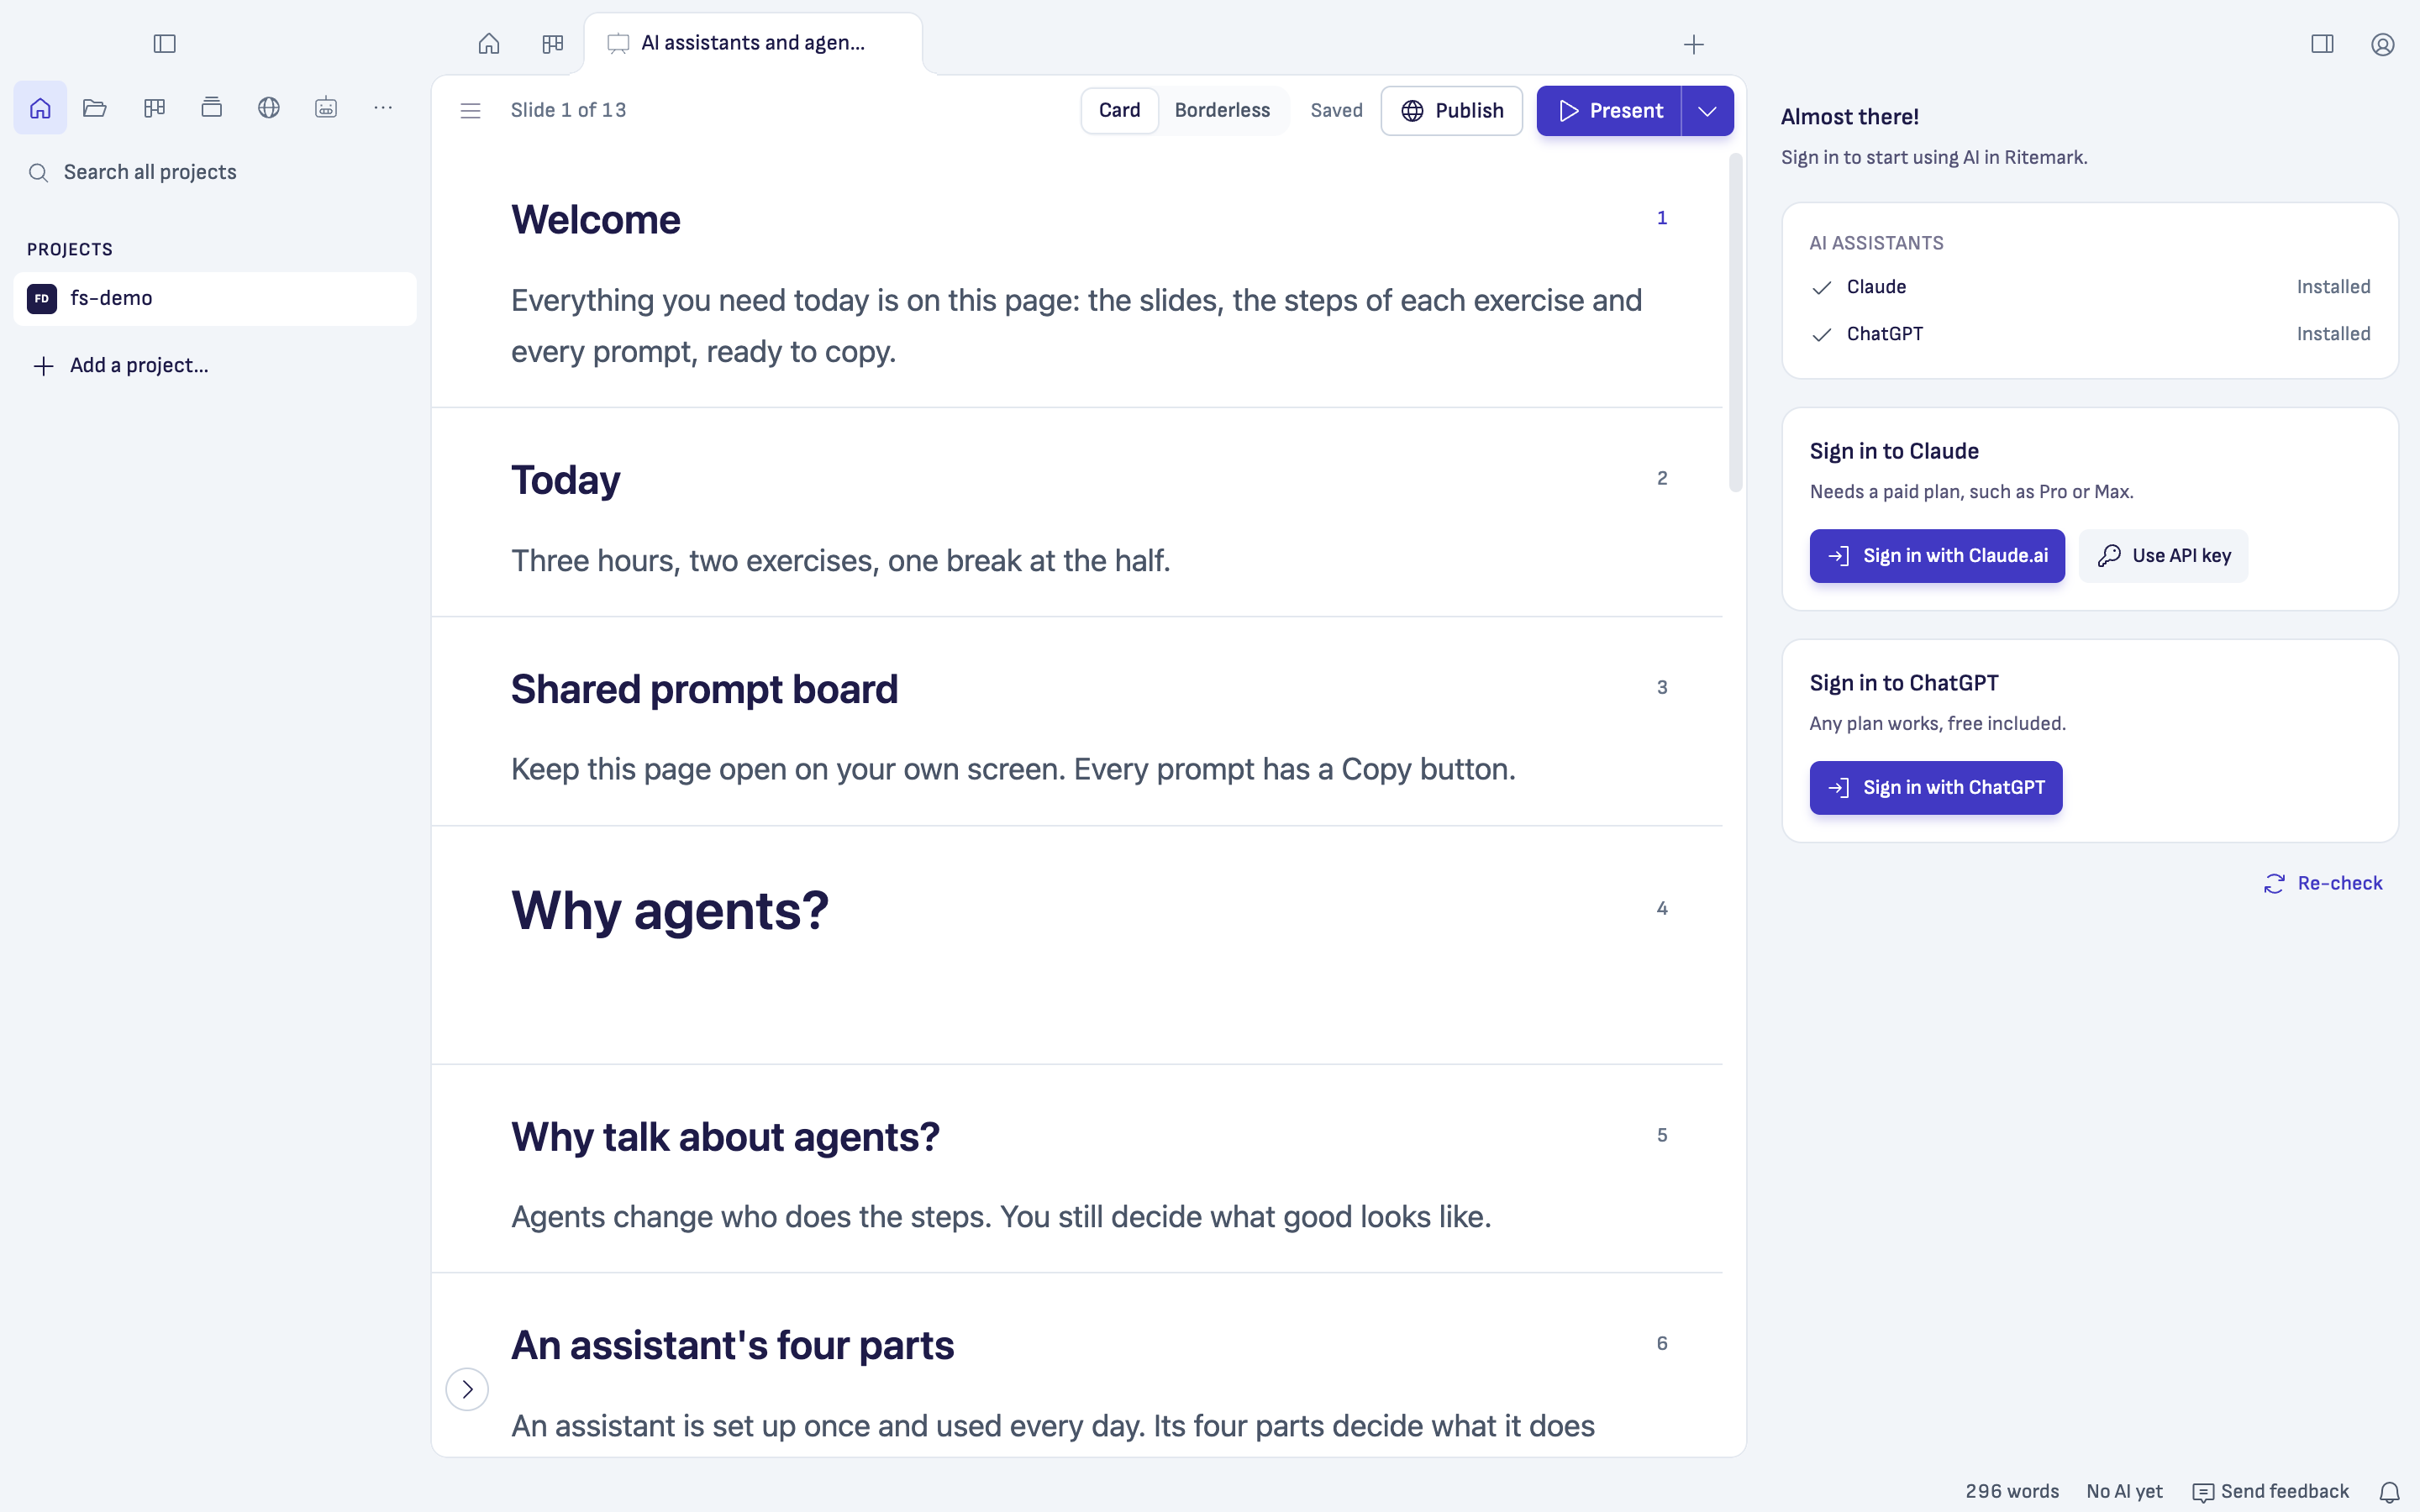 AI assistants and agen...
Search all projects
PROJECTS
FD fs-demo
Add a project...
Slide 1 of 13
Card Borderless Saved Publish Present
Welcome 1
Everything you need today is on this page: the slides, the steps of each exercise and
every prompt, ready to copy.
Today 2
Three hours, two exercises, one break at the half.
Shared prompt board 3
Keep this page open on your own screen. Every prompt has a Copy button.
Why agents? 4
Why talk about agents? 5
Agents change who does the steps. You still decide what good looks like.
An assistant's four parts 6
An assistant is set up once and used every day. Its four parts decide what it does
Almost there!
Sign in to start using AI in Ritemark.
AI ASSISTANTS
Claude Installed
ChatGPT Installed
Sign in to Claude
Needs a paid plan, such as Pro or Max.
Sign in with Claude.ai Use API key
Sign in to ChatGPT
Any plan works, free included.
Sign in with ChatGPT
Re-check
296 words No AI yet Send feedback